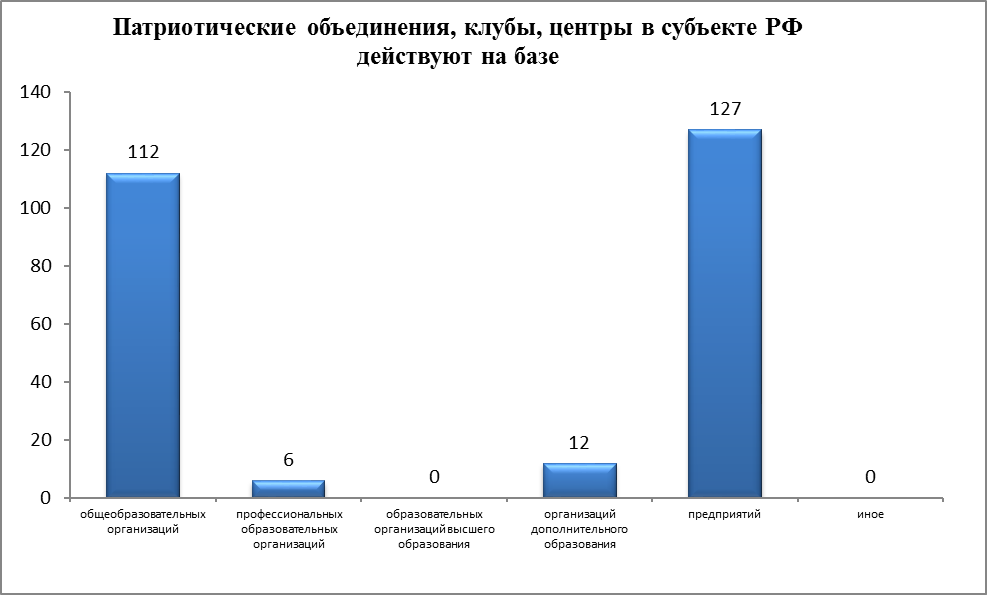 Патриотические объединения, клубы, центры в субъекте РФ
действуют на базе
140
120
100
80
60
40
20
0
112
6
0
12
127
0
общеобразовательных
организаций
профессиональных
образовательных
организаций
образовательных
организаций высшего
образования
организаций
дополнительного
образования
предприятий
иное